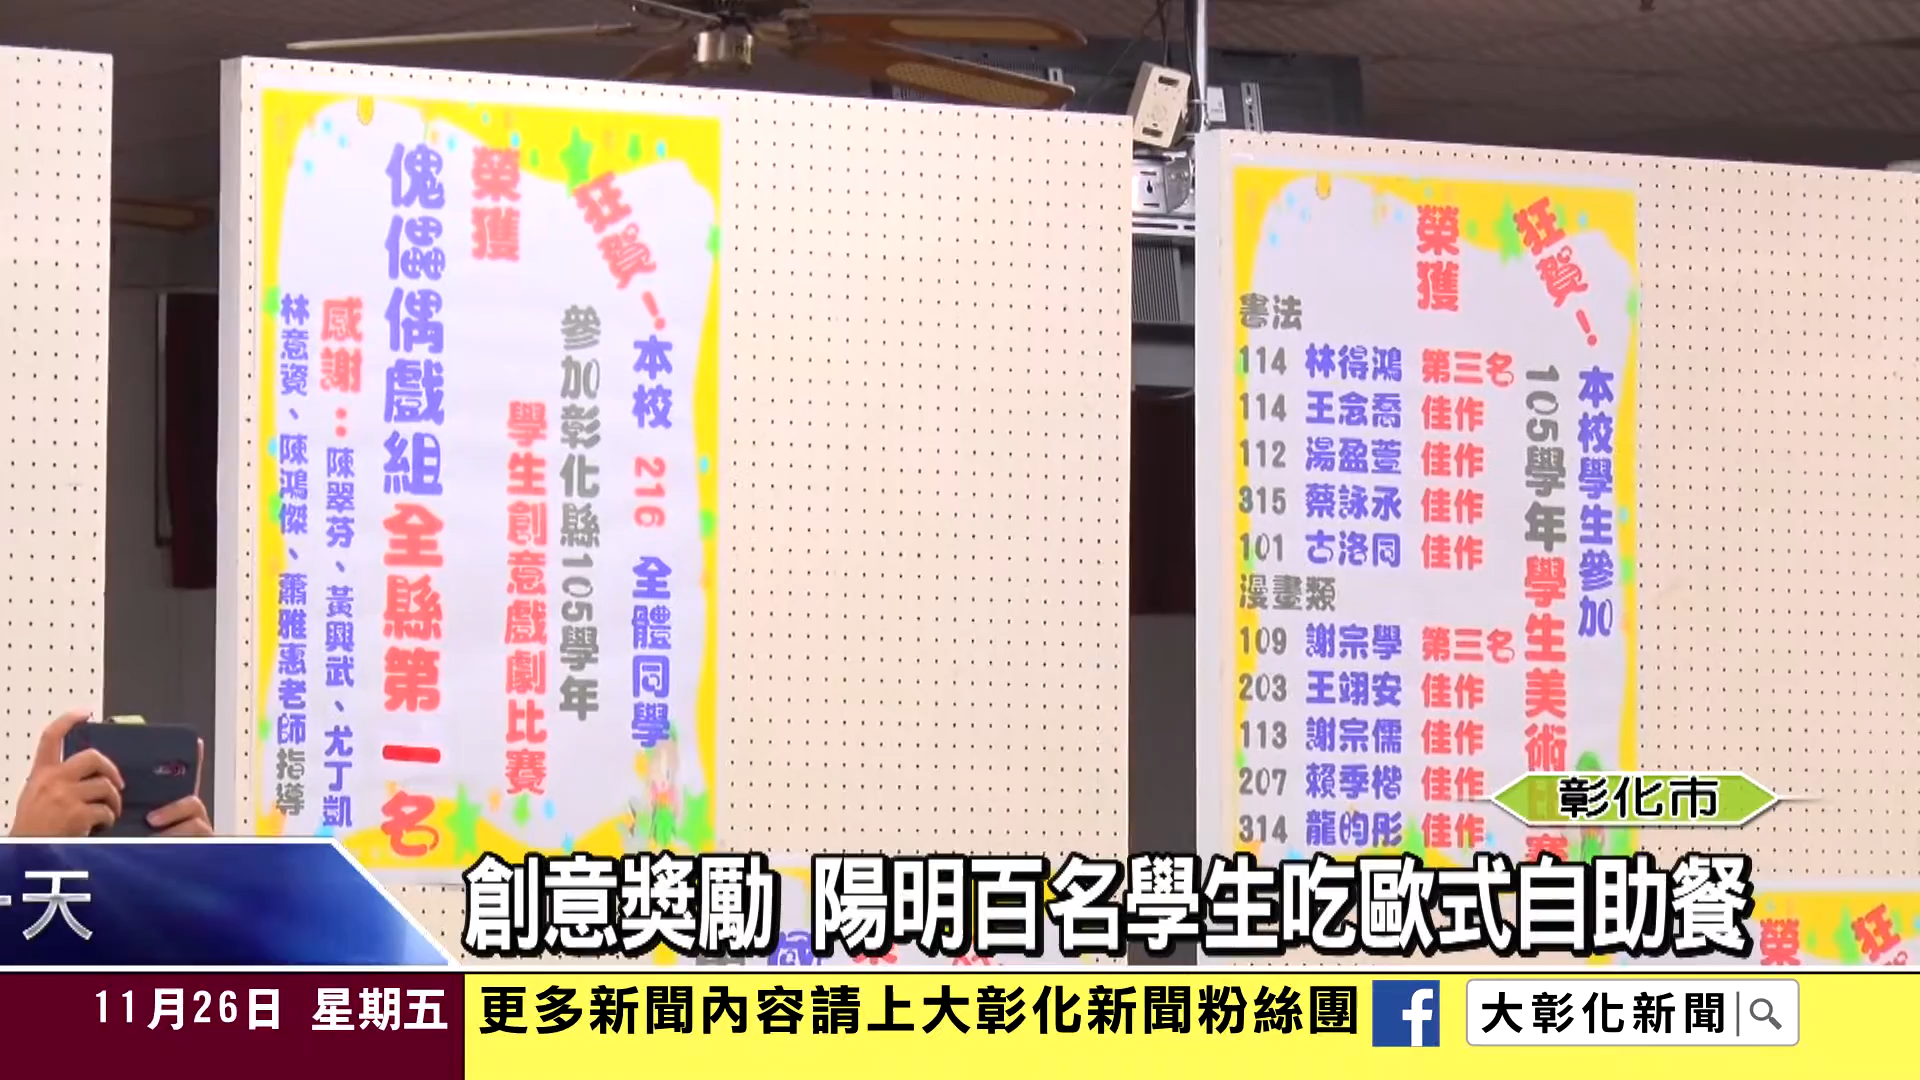 狂賀！本校 216 全體同學
參加彰化縣105學年
學生創意戲劇比賽
榮獲
傀儡偶戲組全縣第一名
感謝：陳翠芬、黃興武、尤丁凱
林意資、陳鴻傑、蕭雅惠老師指導
狂賀！本校學生參加
105學年學生美術比賽
榮獲
書法
114 林得鴻 第三名
114 王念喬 佳作
112 湯盈萱 佳作
315 蔡詠丞 佳作
101 古洛同 佳作
漫畫類
109 謝宗學 第三名
203 王翊安 佳作
113 謝宗儒 佳作
207 賴季楷 佳作
314 龍昀彤 佳作
彰化市
狂
榮
天
創意獎勵 陽明百名學生吃歐式自助餐
11月26日 星期五
更多新聞內容請上大彰化新聞粉絲團
大彰化新聞